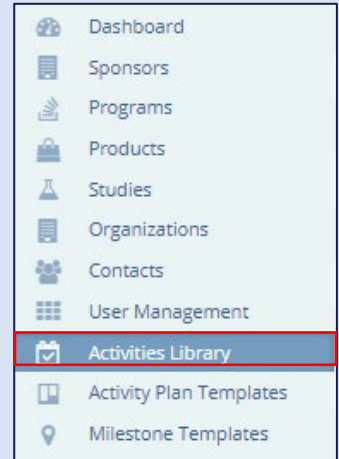 Dashboard
Sponsors
Programs
Products
Studies
Organizations
Contacts
User Management
Activities Library
Activity Plan Templates
Milestone Templates